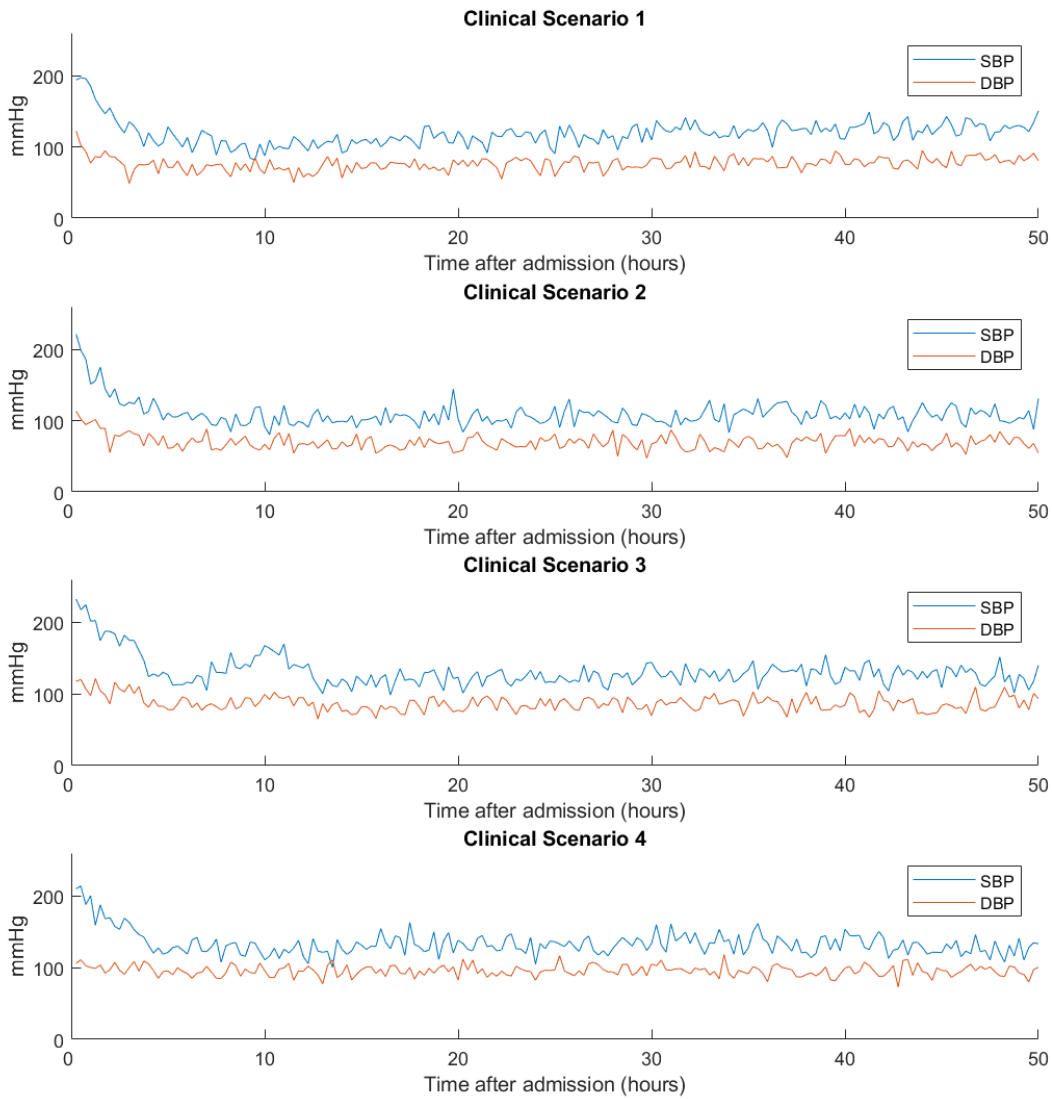 Clinical Scenario 1
SBP
DBP
mmHg
200
100
0
0 10 20 30 40 50
Time after admission (hours)
Clinical Scenario 2
SBP
DBP
mmHg
200
100
0
0 10 20 30 40 50
Time after admission (hours)
Clinical Scenario 3
SBP
DBP
mmHg
200
100
0
0 10 20 30 40 50
Time after admission (hours)
Clinical Scenario 4
SBP
DBP
mmHg
200
100
0
0 10 20 30 40 50
Time after admission (hours)